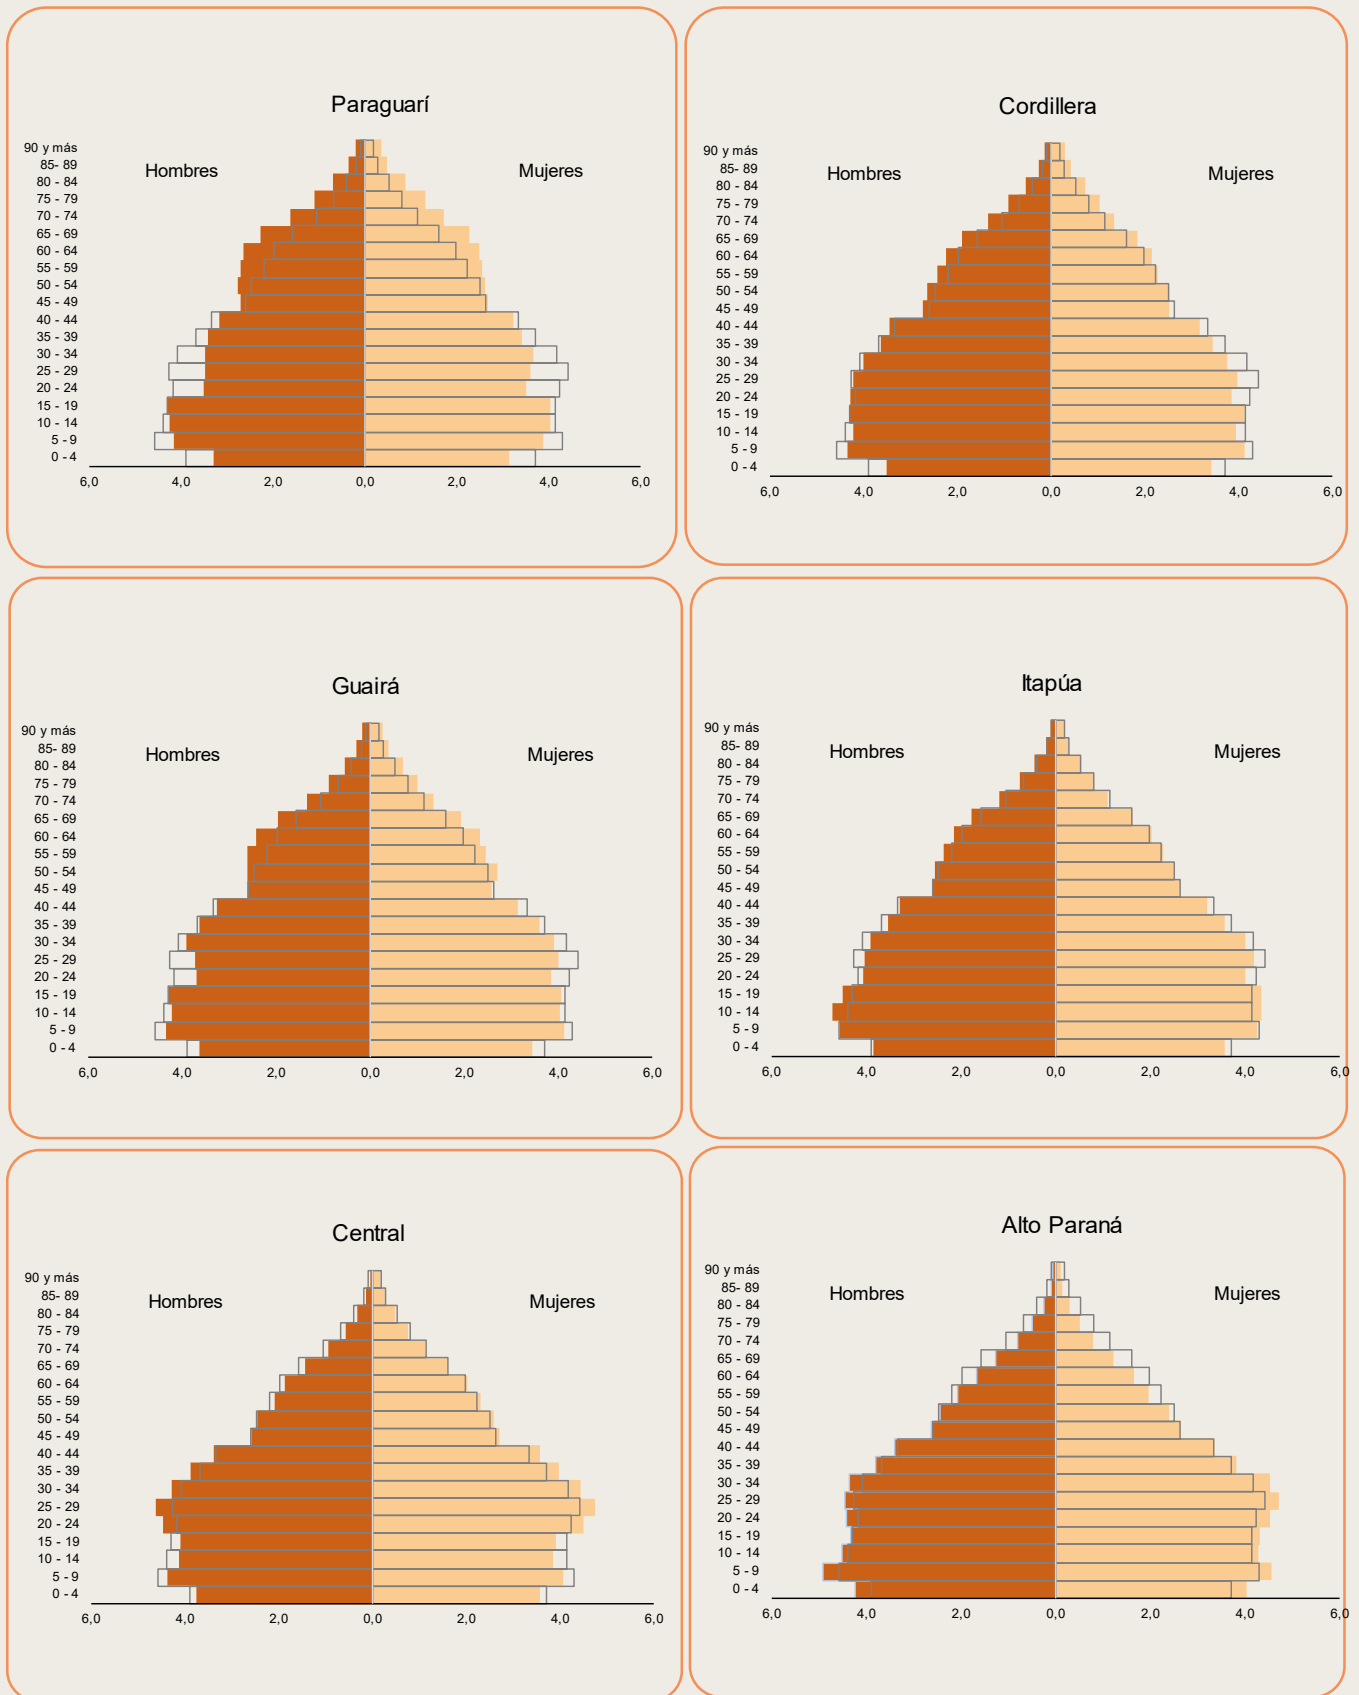 Paraguarí
90 y más
Hombres
Mujeres
85- 89
80 - 84
75 - 79
70 - 74
65 - 69
60 - 64
55 - 59
50 - 54
45 - 49
40 - 44
35 - 39
30 - 34
25 - 29
20 - 24
15 - 19
10 - 14
5 - 9
0 - 4
6,0 4,0 2,0 0,0 2,0 4,0 6,0
Cordillera
90 y más
Hombres
Mujeres
85- 89
80 - 84
75 - 79
70 - 74
65 - 69
60 - 64
55 - 59
50 - 54
45 - 49
40 - 44
35 - 39
30 - 34
25 - 29
20 - 24
15 - 19
10 - 14
5 - 9
0 - 4
6,0 4,0 2,0 0,0 2,0 4,0 6,0
Guairá
90 y más
Hombres
Mujeres
85- 89
80 - 84
75 - 79
70 - 74
65 - 69
60 - 64
55 - 59
50 - 54
45 - 49
40 - 44
35 - 39
30 - 34
25 - 29
20 - 24
15 - 19
10 - 14
5 - 9
0 - 4
6,0 4,0 2,0 0,0 2,0 4,0 6,0
Itapúa
90 y más
Hombres
Mujeres
85- 89
80 - 84
75 - 79
70 - 74
65 - 69
60 - 64
55 - 59
50 - 54
45 - 49
40 - 44
35 - 39
30 - 34
25 - 29
20 - 24
15 - 19
10 - 14
5 - 9
0 - 4
6,0 4,0 2,0 0,0 2,0 4,0 6,0
Central
90 y más
Hombres
Mujeres
85- 89
80 - 84
75 - 79
70 - 74
65 - 69
60 - 64
55 - 59
50 - 54
45 - 49
40 - 44
35 - 39
30 - 34
25 - 29
20 - 24
15 - 19
10 - 14
5 - 9
0 - 4
6,0 4,0 2,0 0,0 2,0 4,0 6,0
Alto Paraná
90 y más
Hombres
Mujeres
85- 89
80 - 84
75 - 79
70 - 74
65 - 69
60 - 64
55 - 59
50 - 54
45 - 49
40 - 44
35 - 39
30 - 34
25 - 29
20 - 24
15 - 19
10 - 14
5 - 9
0 - 4
6,0 4,0 2,0 0,0 2,0 4,0 6,0